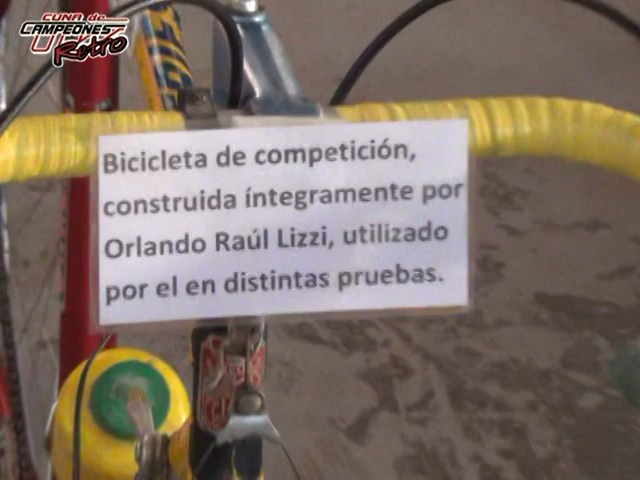 CUNA de
CAMPEONES
Retro
Bicicleta de competición,
construida íntegramente por
Orlando Raúl Lizzi, utilizado
por el en distintas pruebas.